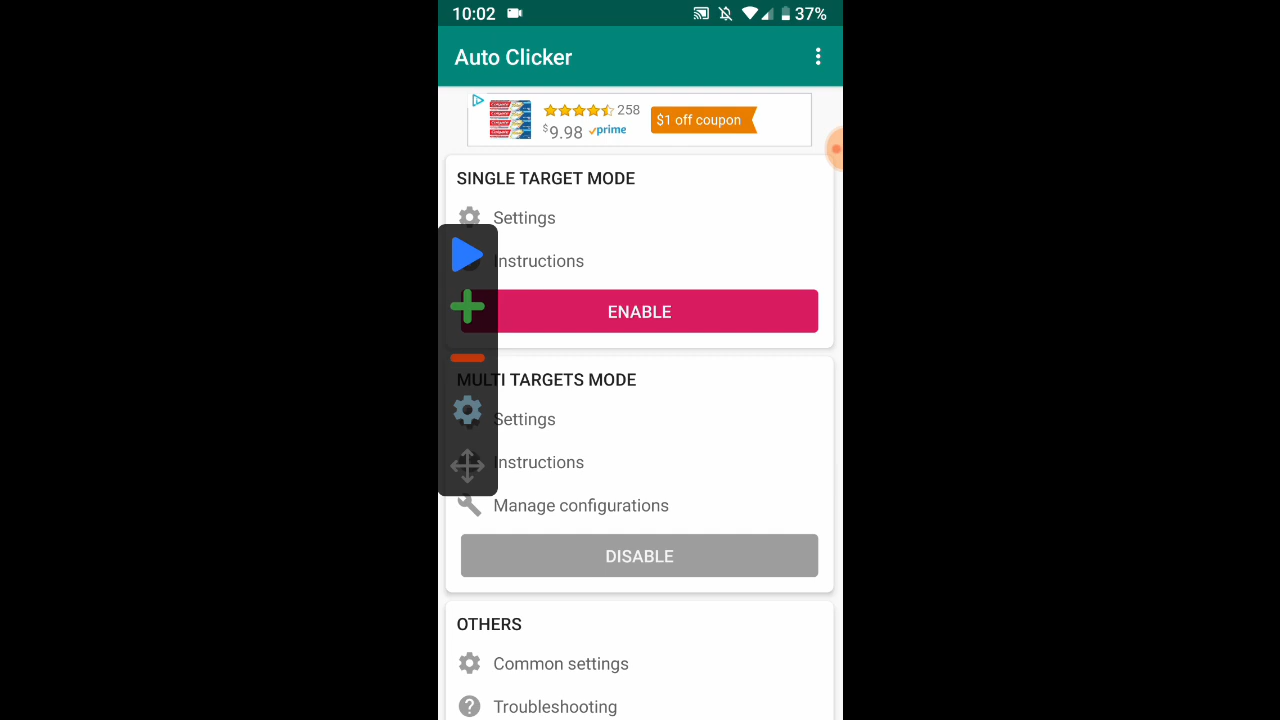 10:02 37%
Auto Clicker
258
$9.98 prime
$1 off coupon
SINGLE TARGET MODE
Settings
Instructions
ENABLE
MULTI TARGETS MODE
Settings
Instructions
Manage configurations
DISABLE
OTHERS
Common settings
Troubleshooting